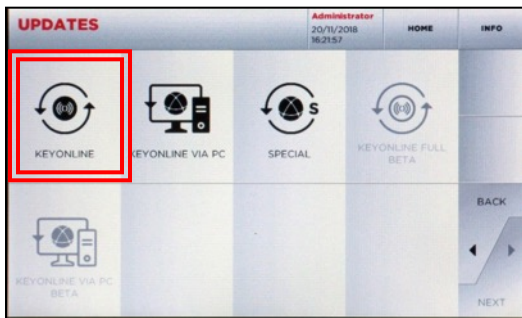 UPDATES
Administrator
20/11/2018
16:21:57
HOME
INFO
KEYONLINE
KEYONLINE VIA PC
S
SPECIAL
KEYONLINE FULL
BETA
BACK
KEYONLINE VIA PC
BETA
NEXT